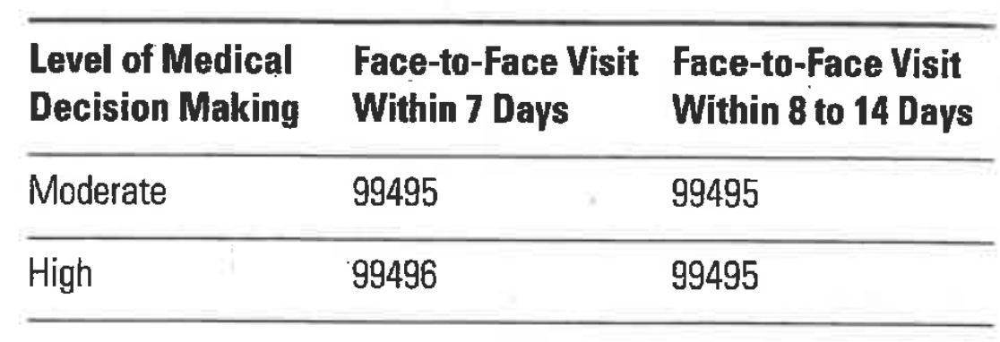 Level of Medical Face-to-Face Visit Face-to-Face Visit
Decision Making Within 7 Days Within 8 to 14 Days
Moderate 99495 99495
High 99496 99495